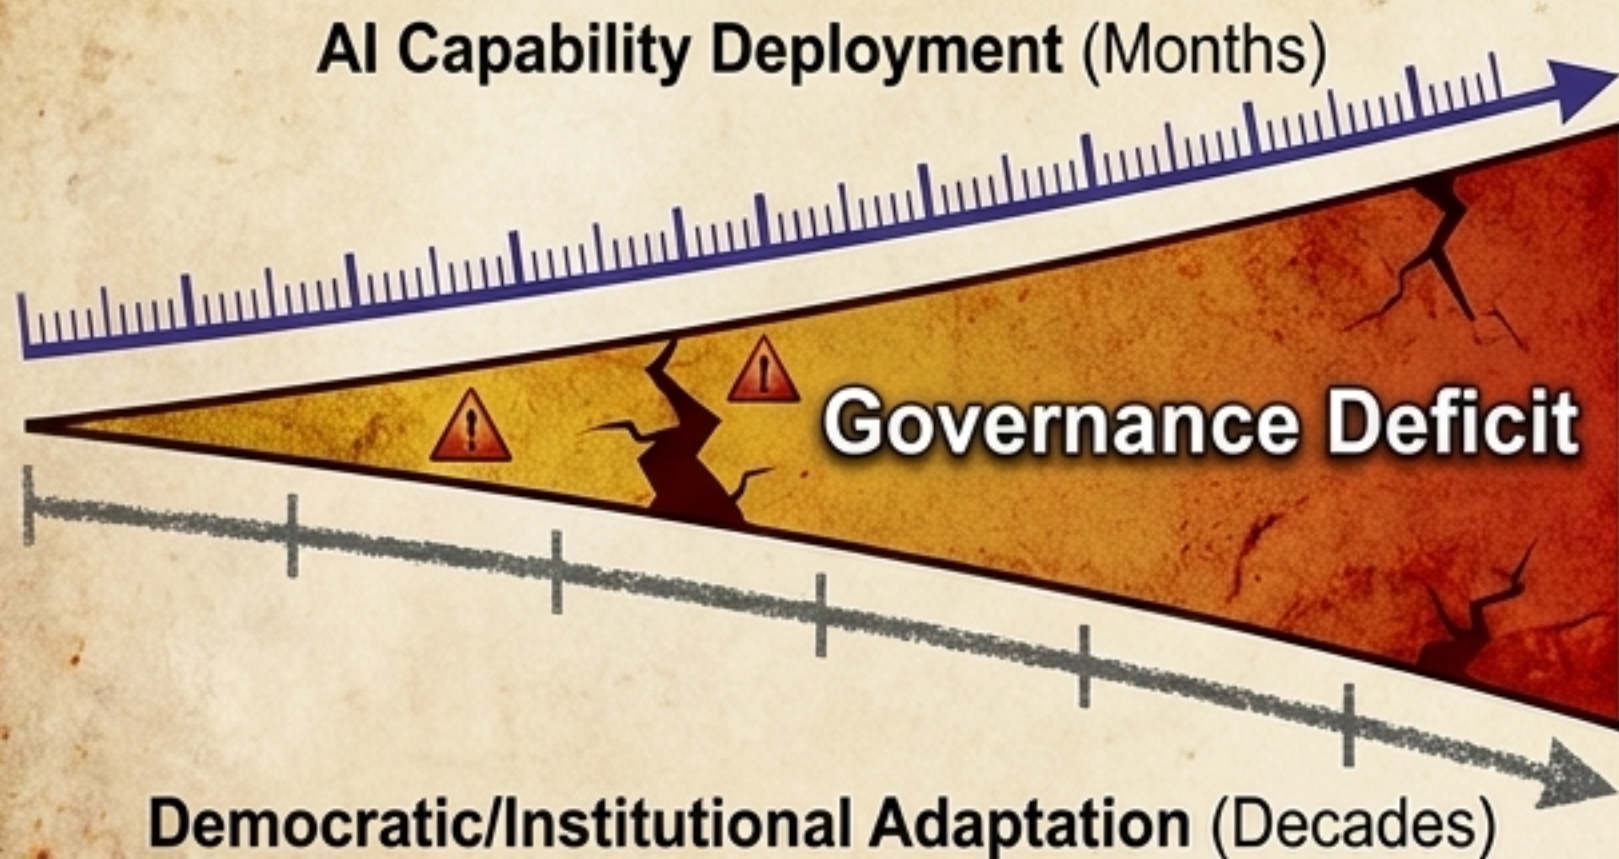 AI Capability Deployment (Months)
Governance Deficit
Democratic/Institutional Adaptation (Decades)